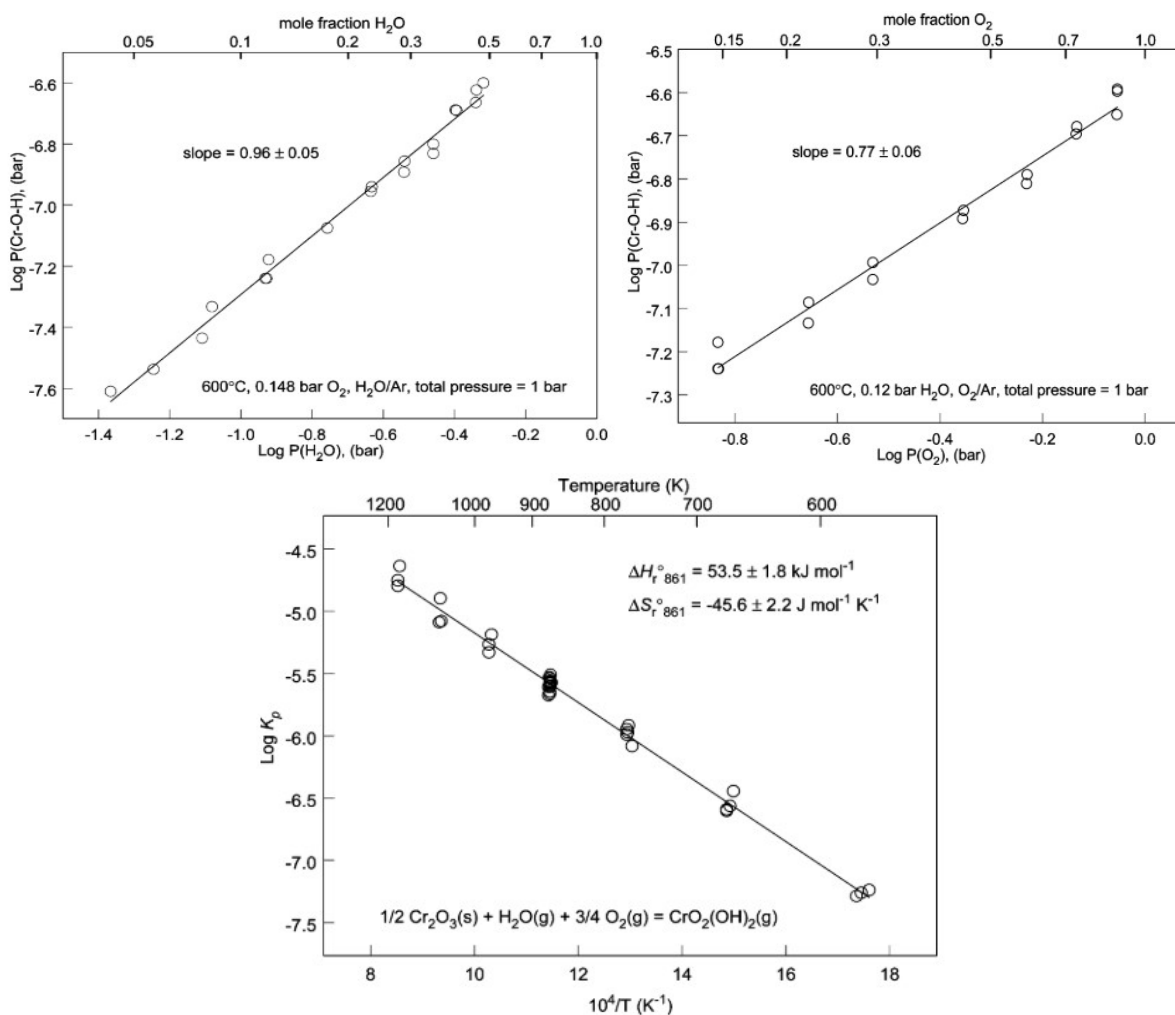 mole fraction H₂O
0.05 0.1 0.2 0.3 0.5 0.7 1.0
-6.6
-6.8
-7.0
-7.2
-7.4
-7.6
Log P(Cr-O-H), (bar)
slope = 0.96 ± 0.05
600°C, 0.148 bar O₂, H₂O/Ar, total pressure = 1 bar
-1.4 -1.2 -1.0 -0.8 -0.6 -0.4 -0.2 0.0
Log P(H₂O), (bar)
mole fraction O₂
0.15 0.2 0.3 0.5 0.7 1.0
-6.5
-6.6
-6.7
-6.8
-6.9
-7.0
-7.1
-7.2
-7.3
Log P(Cr-O-H), (bar)
slope = 0.77 ± 0.06
600°C, 0.12 bar H₂O, O₂/Ar, total pressure = 1 bar
-0.8 -0.6 -0.4 -0.2 0.0
Log P(O₂), (bar)
Temperature (K)
1200 1000 900 800 700 600
-4.5
-5.0
-5.5
-6.0
-6.5
-7.0
-7.5
Log Kₚ
ΔHᵣ°₈₆₁ = 53.5 ± 1.8 kJ mol⁻¹
ΔSᵣ°₈₆₁ = -45.6 ± 2.2 J mol⁻¹ K⁻¹
1/2 Cr₂O₃(s) + H₂O(g) + 3/4 O₂(g) = CrO₂(OH)₂(g)
8 10 12 14 16 18
10⁴/T (K⁻¹)